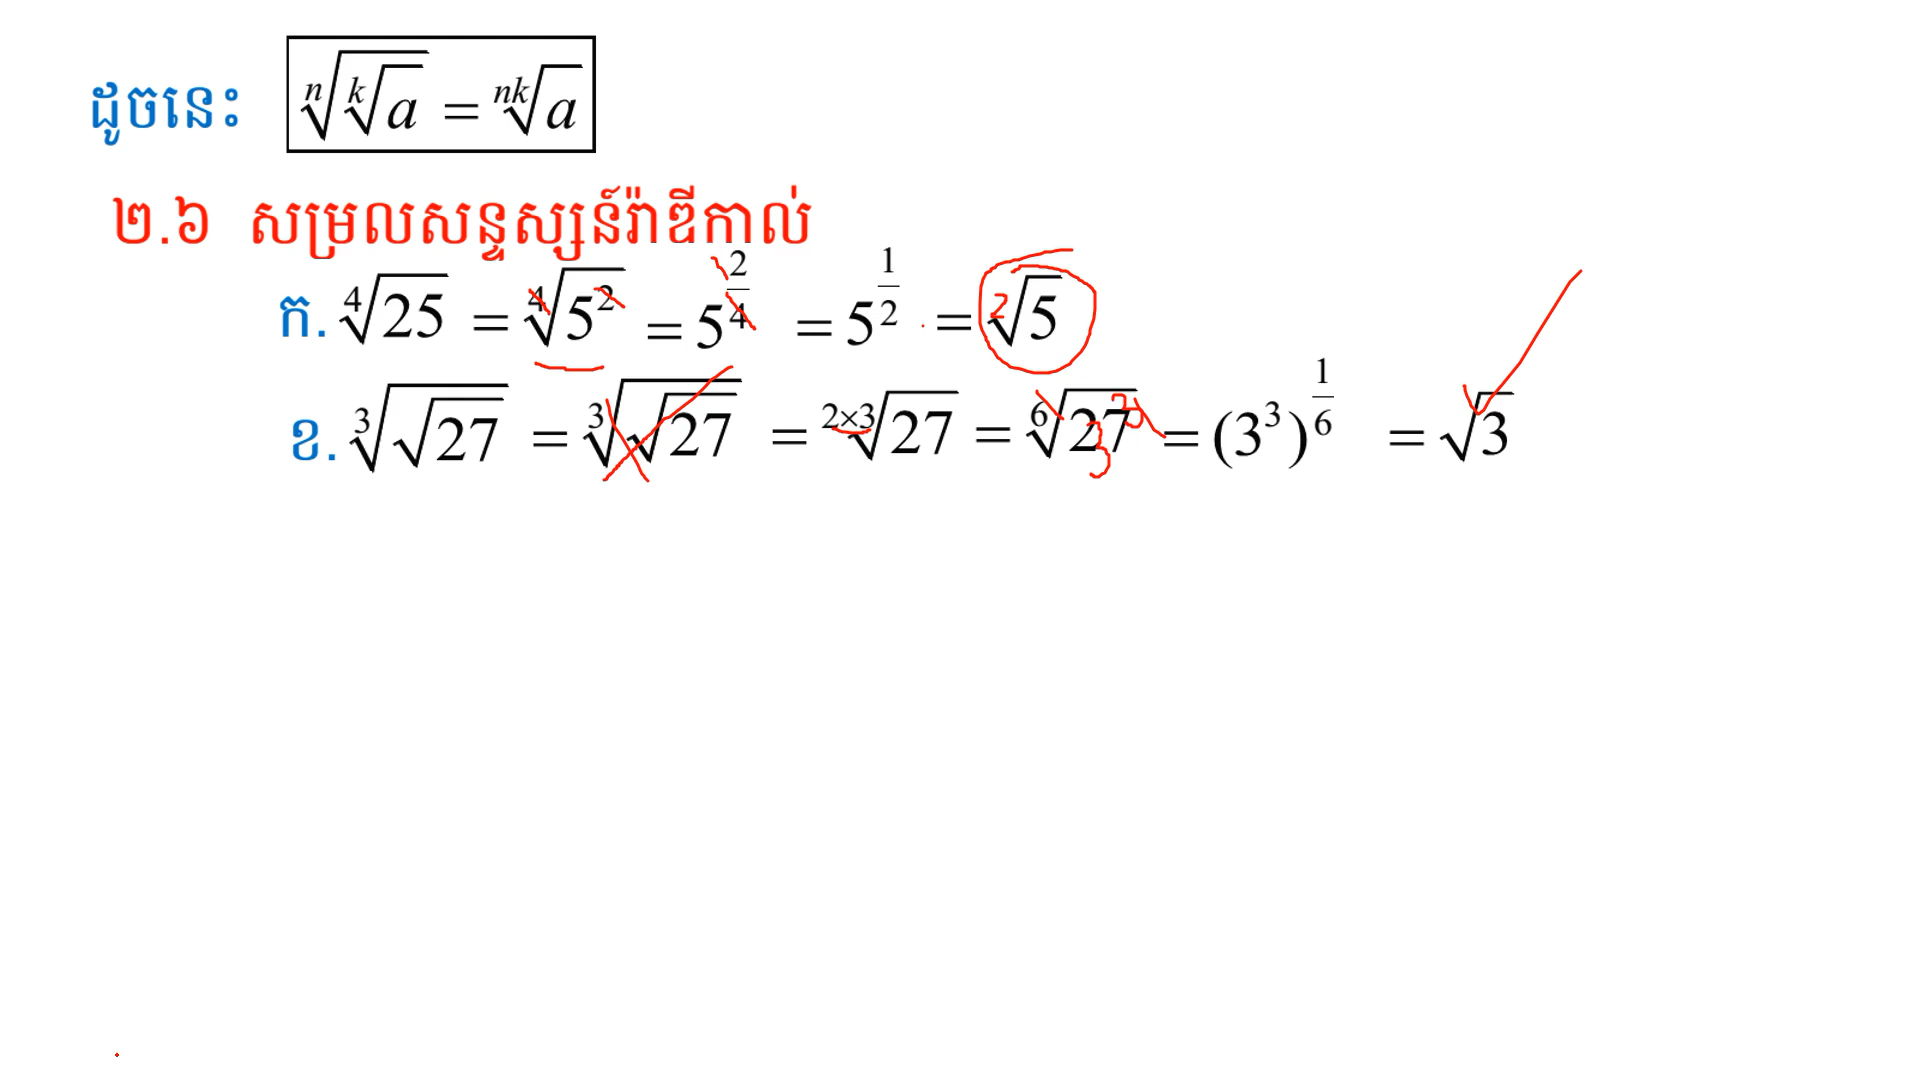 ដូចនេះ ⁿ√(ᵏ√a) = ⁿᵏ√a
២.៦ សម្រួលសន្ទស្សន៍រ៉ាឌីកាល់
ក. ⁴√25 = ⁴√5² = 5^(2/4) = 5^(1/2) = ²√5
ខ. ³√(√27) = ³√(√27) = ²ˣ³√27 = ⁶√27 = (3³)^(1/6) = √3